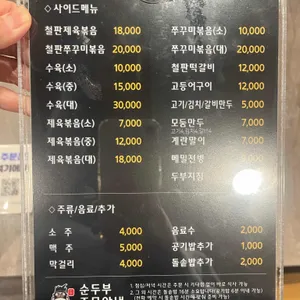 사이드메뉴
철판제육볶음 18,000
철판쭈꾸미볶음 20,000
수육(소) 10,000
수육(중) 15,000
수육(대) 30,000
제육볶음(소) 7,000
제육볶음(중) 12,000
제육볶음(대) 18,000
쭈꾸미볶음(소) 10,000
쭈꾸미볶음(대) 20,000
철판떡갈비 12,000
고등어구이 12,000
고기/김치/갈비만두 5,000
모둠만두 7,000
계란말이 7,000
메밀전병
두부지짐
주류/음료/추가
소 주 4,000
맥 주 5,000
막걸리 4,000
음료수 2,000
공기밥추가 1,000
돌솥밥추가 2,000
순두부